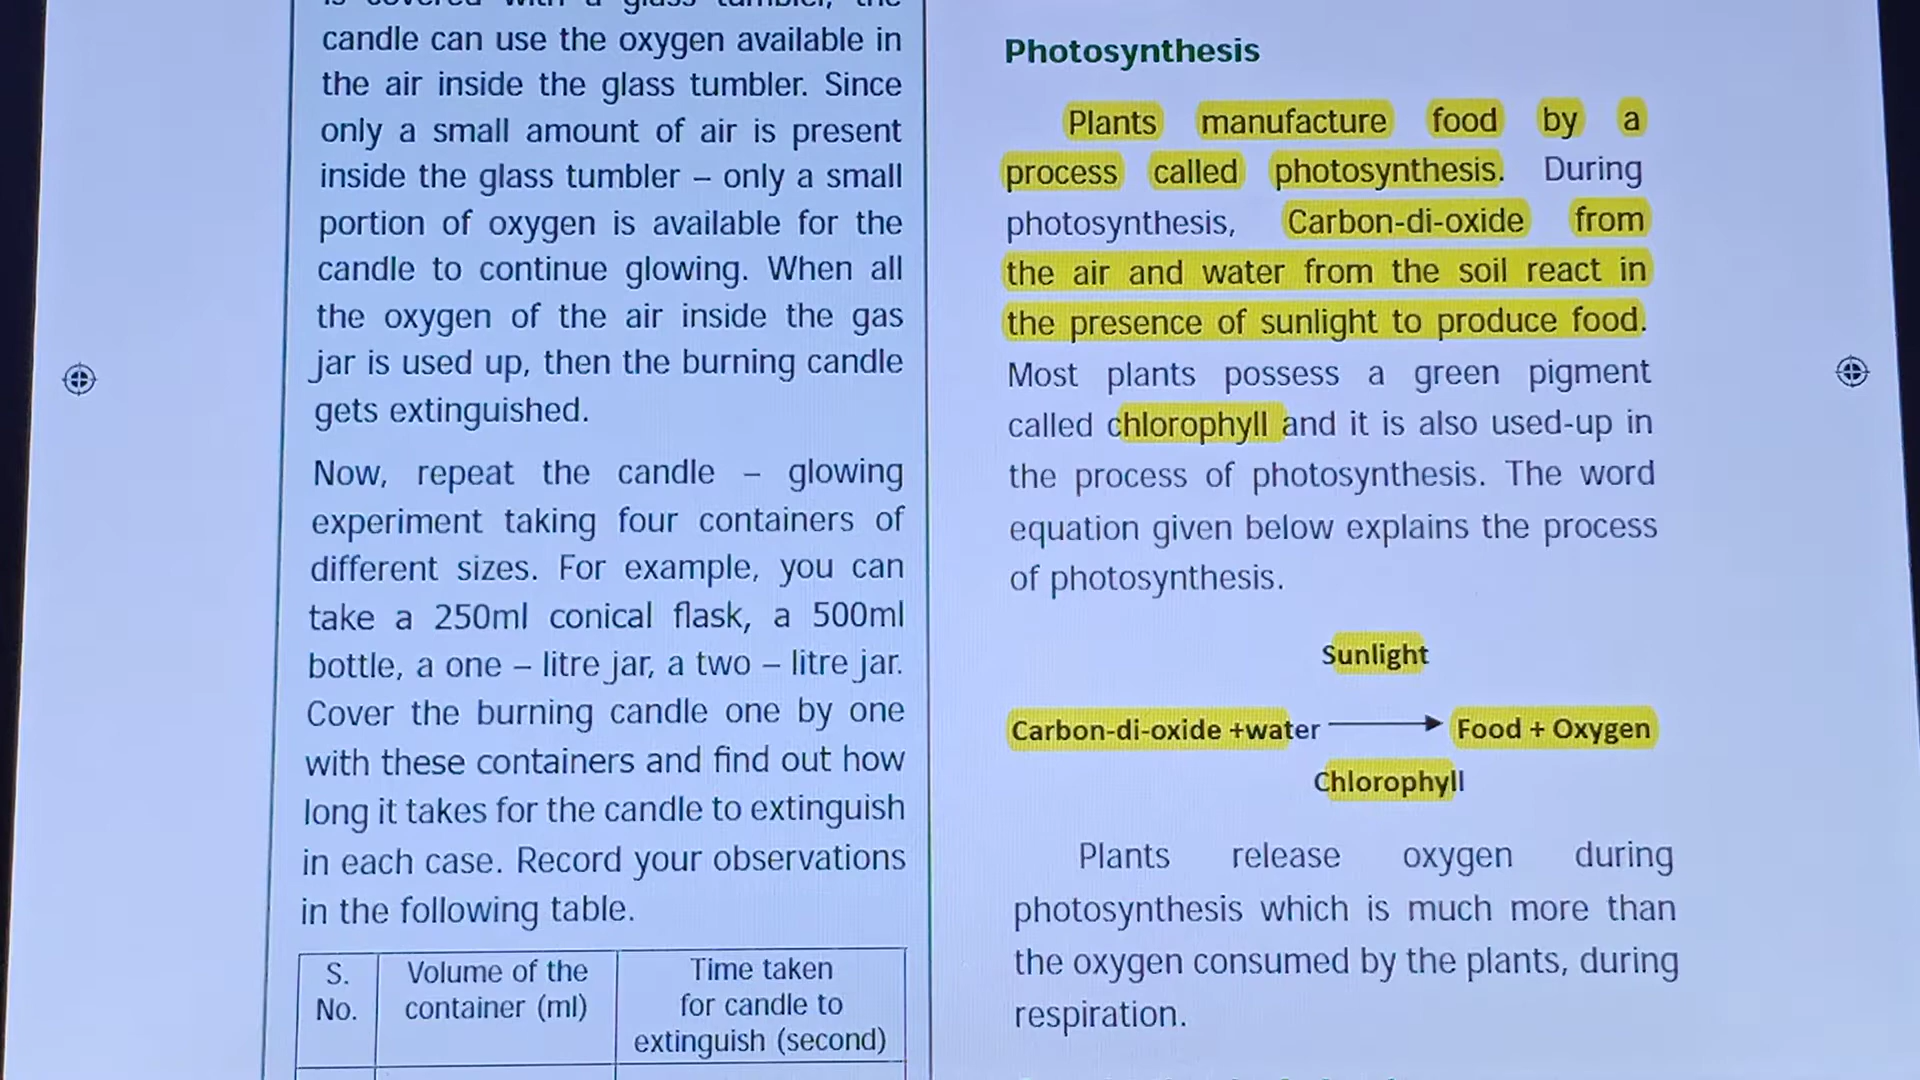 is covered with a glass tumbler, the
candle can use the oxygen available in
the air inside the glass tumbler. Since
only a small amount of air is present
inside the glass tumbler – only a small
portion of oxygen is available for the
candle to continue glowing. When all
the oxygen of the air inside the gas
jar is used up, then the burning candle
gets extinguished.
Now, repeat the candle – glowing
experiment taking four containers of
different sizes. For example, you can
take a 250ml conical flask, a 500ml
bottle, a one – litre jar, a two – litre jar.
Cover the burning candle one by one
with these containers and find out how
long it takes for the candle to extinguish
in each case. Record your observations
in the following table.
S.
No.
Volume of the
container (ml)
Time taken
for candle to
extinguish (second)
Photosynthesis
Plants manufacture food by a
process called photosynthesis. During
photosynthesis, Carbon-di-oxide from
the air and water from the soil react in
the presence of sunlight to produce food.
Most plants possess a green pigment
called chlorophyll and it is also used-up in
the process of photosynthesis. The word
equation given below explains the process
of photosynthesis.
Sunlight
Carbon-di-oxide +water ⟶ Food + Oxygen
Chlorophyll
Plants release oxygen during
photosynthesis which is much more than
the oxygen consumed by the plants, during
respiration.